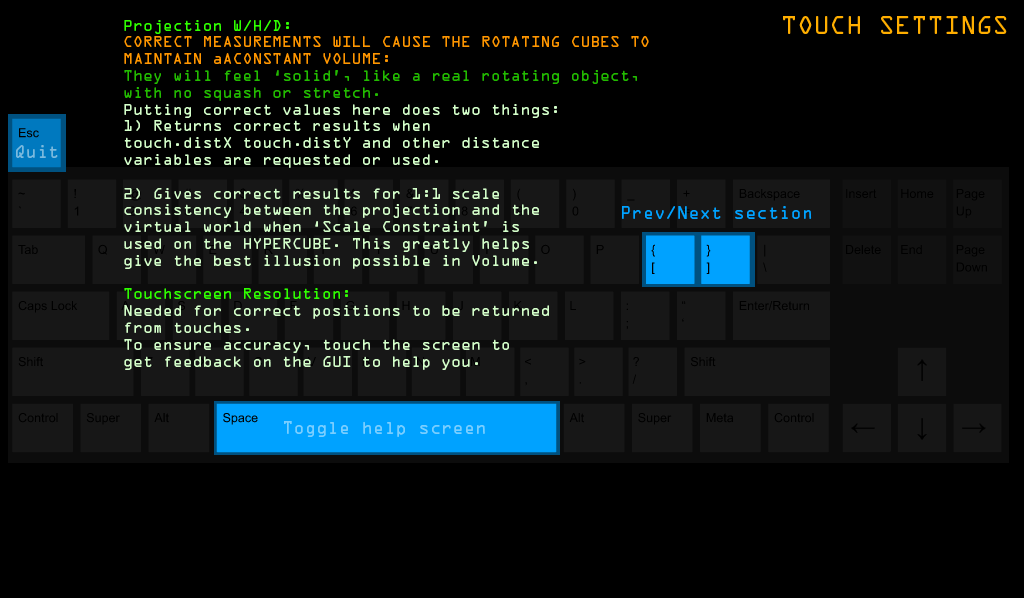 TOUCH SETTINGS
Projection W/H/D:
CORRECT MEASUREMENTS WILL CAUSE THE ROTATING CUBES TO
MAINTAIN aACONSTANT VOLUME:
They will feel 'solid', like a real rotating object,
with no squash or stretch.
Putting correct values here does two things:
1) Returns correct results when
touch.distX touch.distY and other distance
variables are requested or used.
2) Gives correct results for 1:1 scale
consistency between the projection and the
virtual world when 'Scale Constraint' is
used on the HYPERCUBE. This greatly helps
give the best illusion possible in Volume.
Touchscreen Resolution:
Needed for correct positions to be returned
from touches.
To ensure accuracy, touch the screen to
get feedback on the GUI to help you.
Esc
Quit
~ ! ( ) _ + Backspace Insert Home Page Up
` 1 0
Prev/Next section
Tab Q O P { } | Delete End Page Down
[ ] \
Caps Lock H K L : " Enter/Return
; '
Shift < > ? Shift ↑
, . /
Control Super Alt Space Alt Super Meta Control ← ↓ →
Toggle help screen